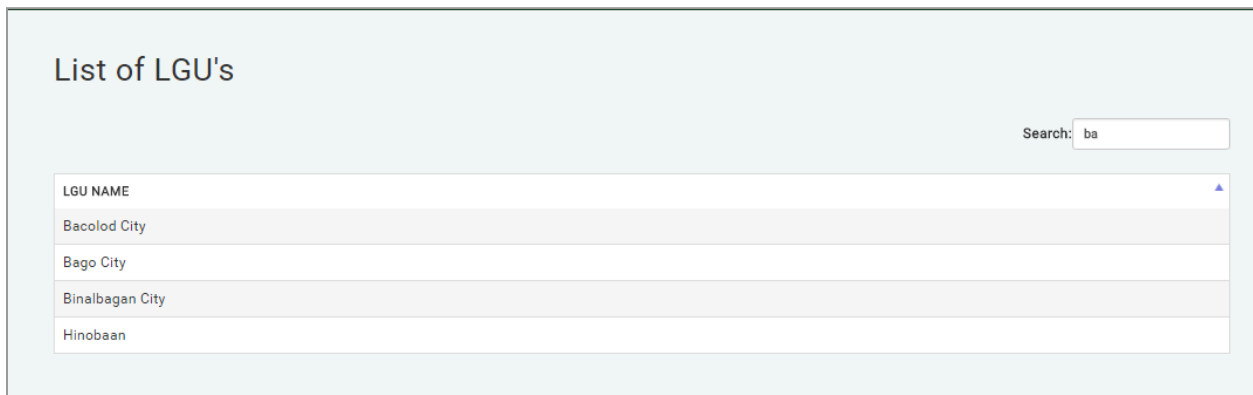 List of LGU's
Search: ba
LGU NAME
Bacolod City
Bago City
Binalbagan City
Hinobaan